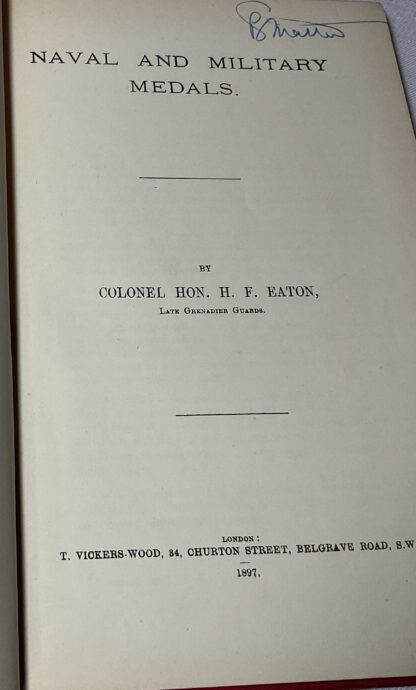 NAVAL AND MILITARY
MEDALS.
BY
COLONEL HON. H. F. EATON,
LATE GRENADIER GUARDS.
LONDON:
T. VICKERS-WOOD, 34, CHURTON STREET, BELGRAVE ROAD, S.W
1897.